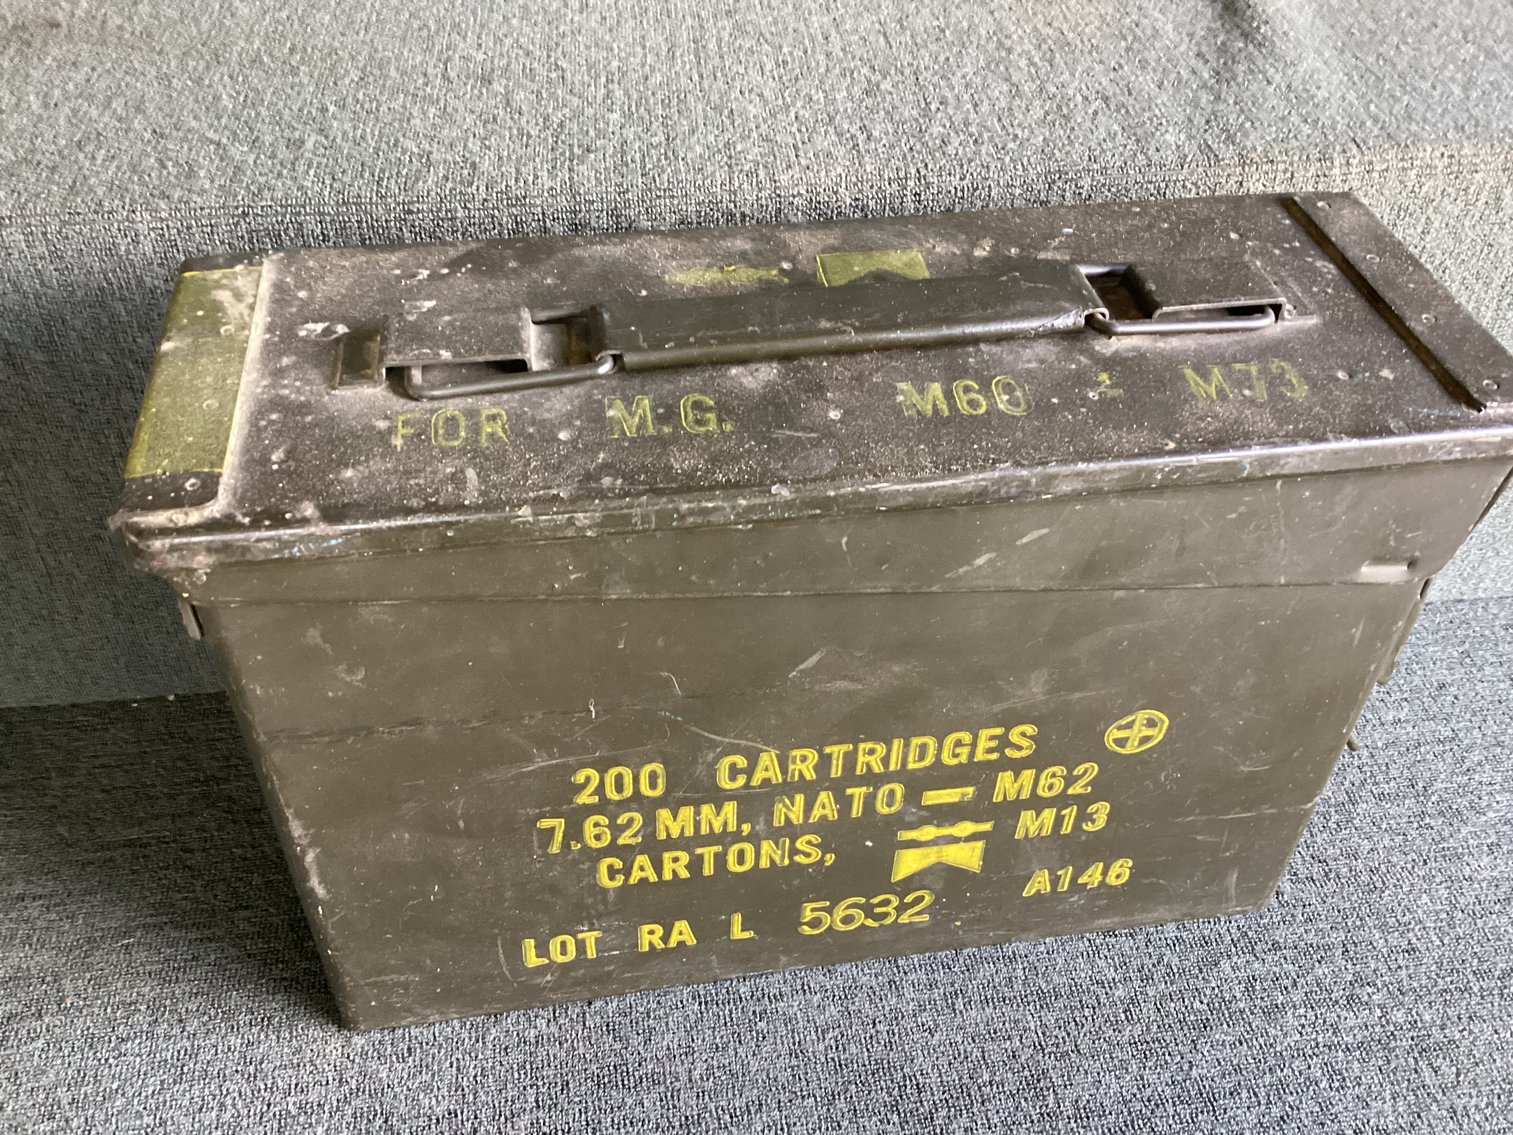 FOR M.G. M60 - M73
200 CARTRIDGES
7.62 MM, NATO - M62
CARTONS, M13
A146
LOT RA L 5632